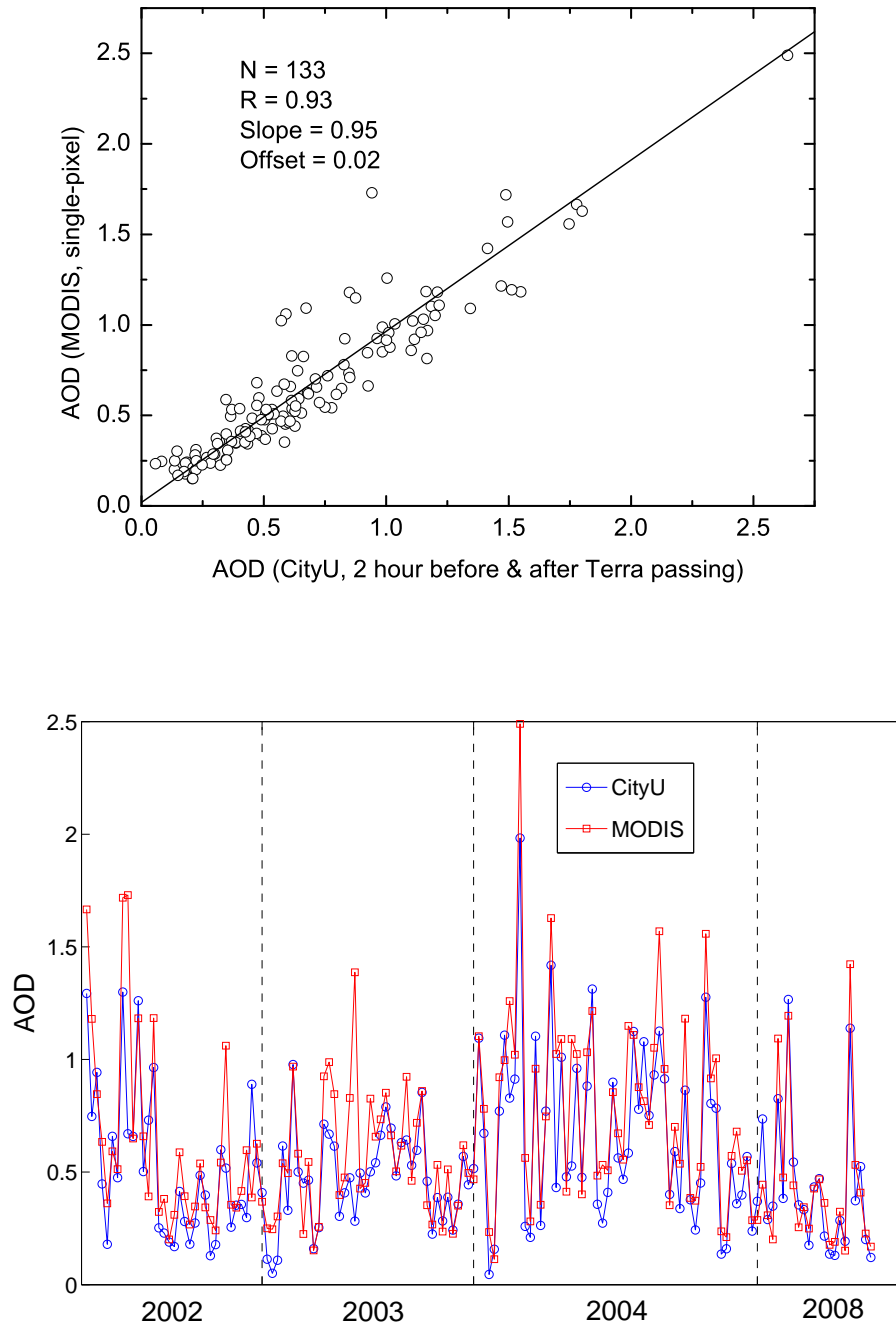 2.5
2.0
1.5
1.0
0.5
0.0
AOD (MODIS, single-pixel)
N = 133
R = 0.93
Slope = 0.95
Offset = 0.02
0.0 0.5 1.0 1.5 2.0 2.5
AOD (CityU, 2 hour before & after Terra passing)
2.5
2
1.5
1
0.5
0
AOD
CityU
MODIS
2002 2003 2004 2008